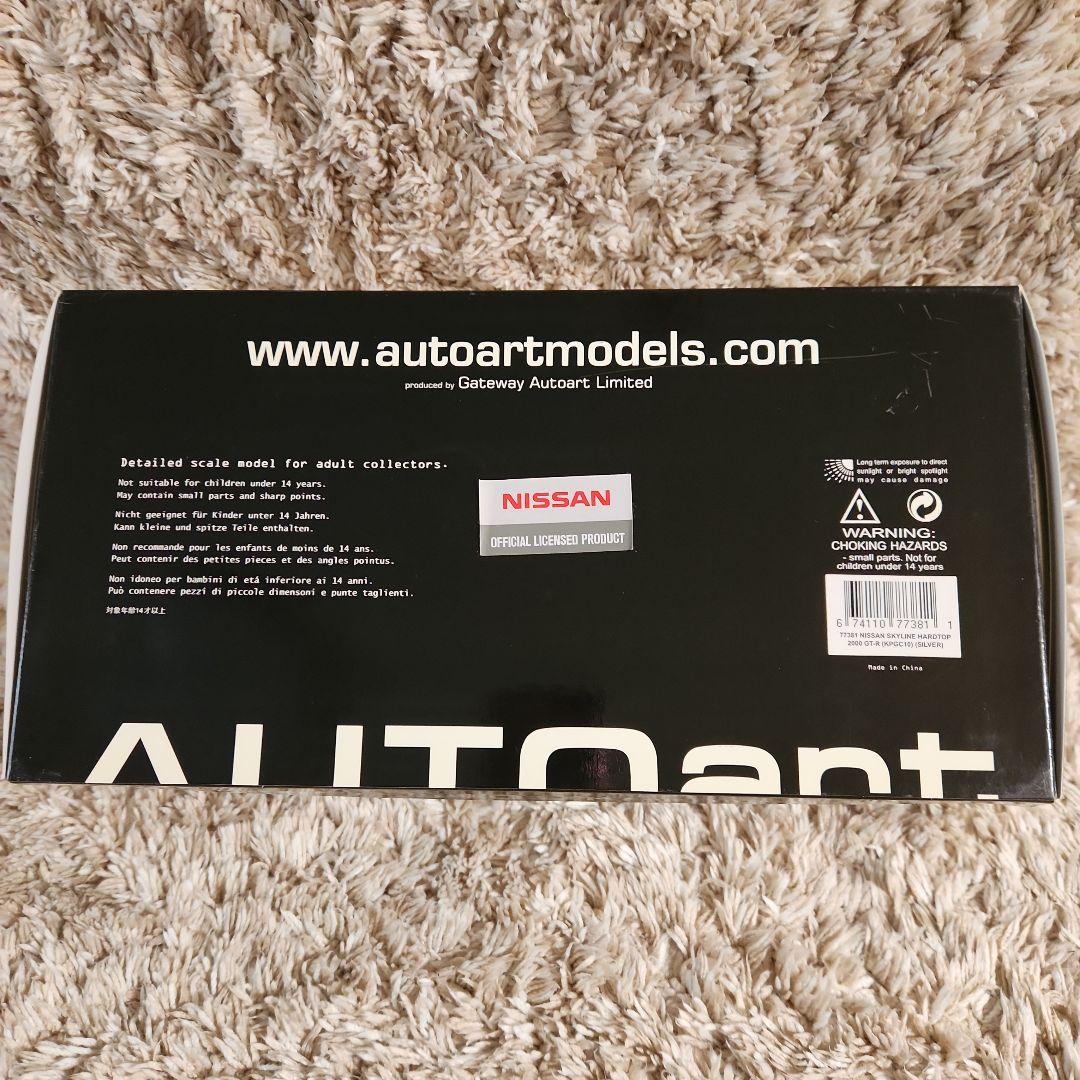 www.autoartmodels.com
produced by Gateway Autoart Limited
Detailed scale model for adult collectors.
Not suitable for children under 14 years.
May contain small parts and sharp points.
Nicht geeignet für Kinder unter 14 Jahren.
Kann kleine und spitze Teile enthalten.
Non recommande pour les enfants de moins de 14 ans.
Peut contenir des petites pieces et des angles pointus.
Non idoneo per bambini di etá inferiore ai 14 anni.
Può contenere pezzi di piccole dimensoni e punte taglienti.
対象年齢14才以上
NISSAN
OFFICIAL LICENSED PRODUCT
Long term exposure to direct
sunlight or bright spotlight
may cause damage
WARNING:
CHOKING HAZARDS
- small parts. Not for
children under 14 years
6 74110 77381 1
77381 NISSAN SKYLINE HARDTOP
2000 GT-R (KPGC10) (SILVER)
Made in China
AUTOart.